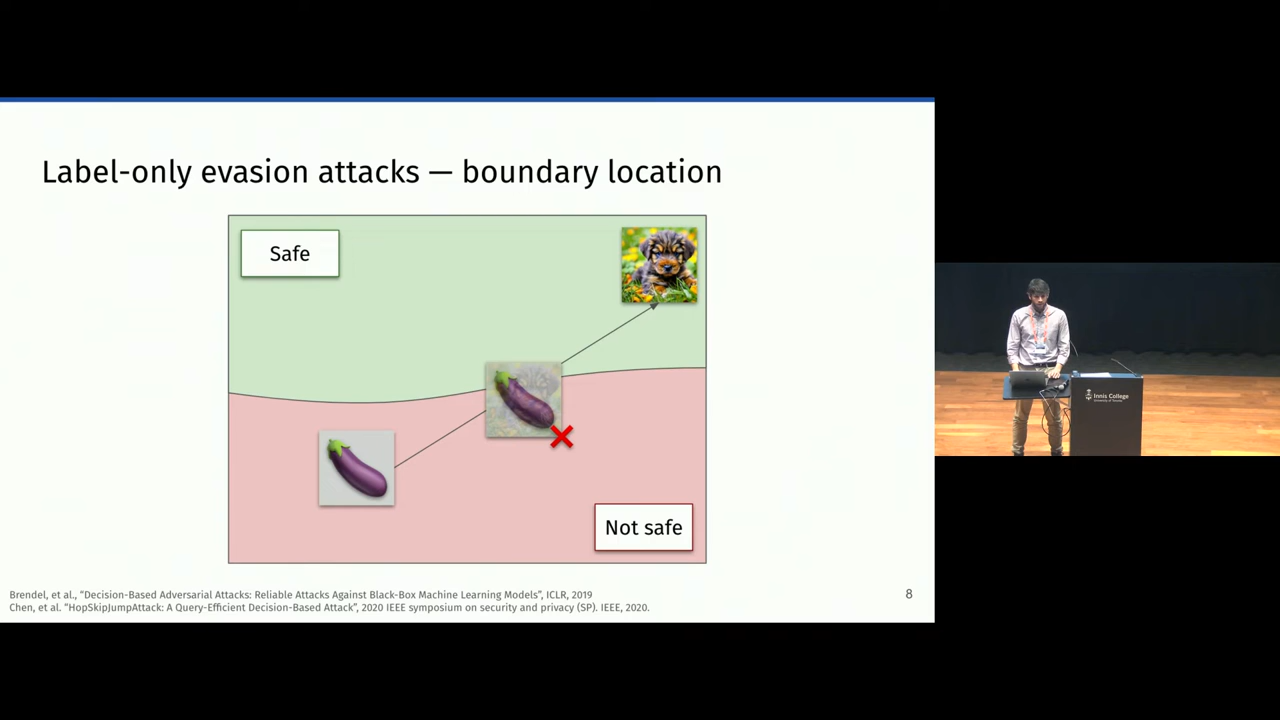 Label-only evasion attacks — boundary location
Safe
Not safe
Brendel, et al., “Decision-Based Adversarial Attacks: Reliable Attacks Against Black-Box Machine Learning Models”, ICLR, 2019
Chen, et al. “HopSkipJumpAttack: A Query-Efficient Decision-Based Attack”, 2020 IEEE symposium on security and privacy (SP). IEEE, 2020.
8
Innis College